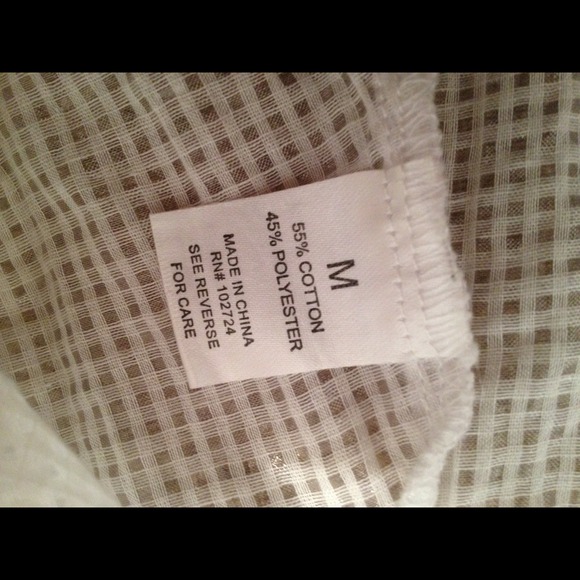 M
55% COTTON
45% POLYESTER
MADE IN CHINA
RN# 102724
SEE REVERSE
FOR CARE